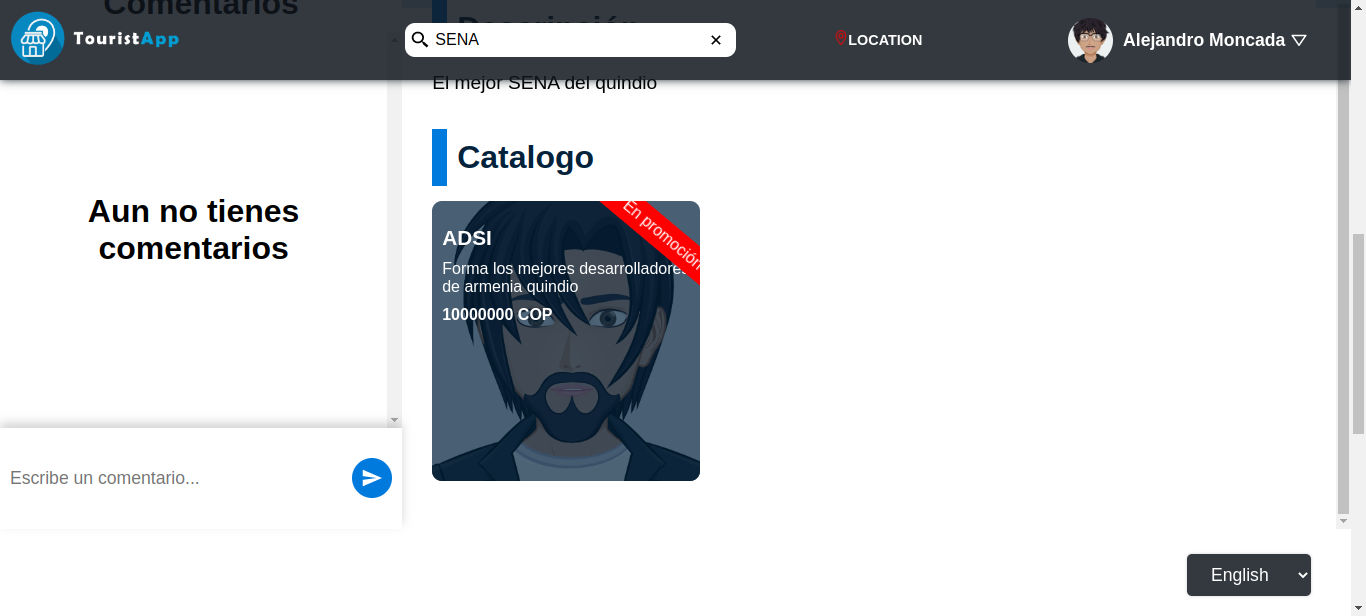 Comentarios
Descripción
TouristApp
SENA
LOCATION
Alejandro Moncada
El mejor SENA del quindio
Catalogo
Aun no tienes
comentarios
En promoción
ADSI
Forma los mejores desarrolladores
de armenia quindio
10000000 COP
Escribe un comentario...
English